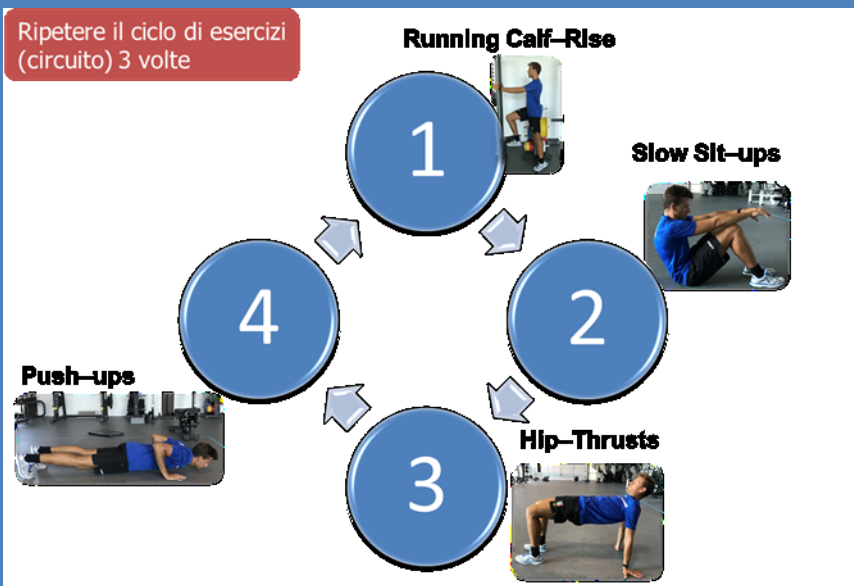 Ripetere il ciclo di esercizi
(circuito) 3 volte
Running Calf–Rise
1
Slow Sit–ups
2
Hip–Thrusts
3
Push–ups
4